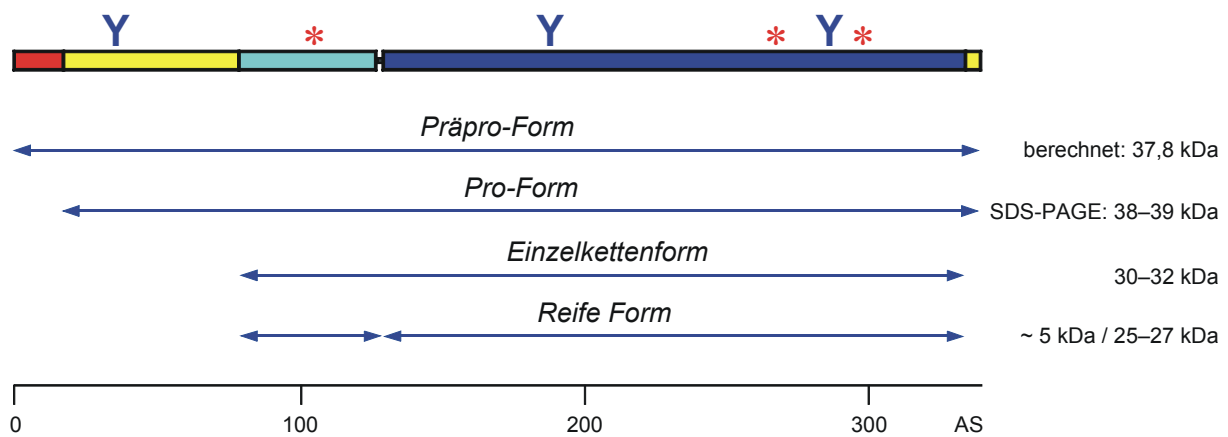 Y * Y * Y *
Präpro-Form
berechnet: 37,8 kDa
Pro-Form
SDS-PAGE: 38–39 kDa
Einzelkettenform
30–32 kDa
Reife Form
~ 5 kDa / 25–27 kDa
0 100 200 300 AS